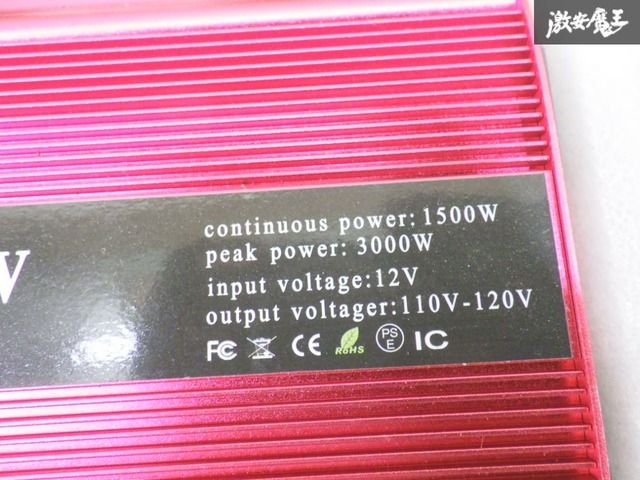 激安魔王
continuous power: 1500W
peak power: 3000W
W
input voltage:12V
output voltager:110V-120V
FC CE RoHS PS E IC